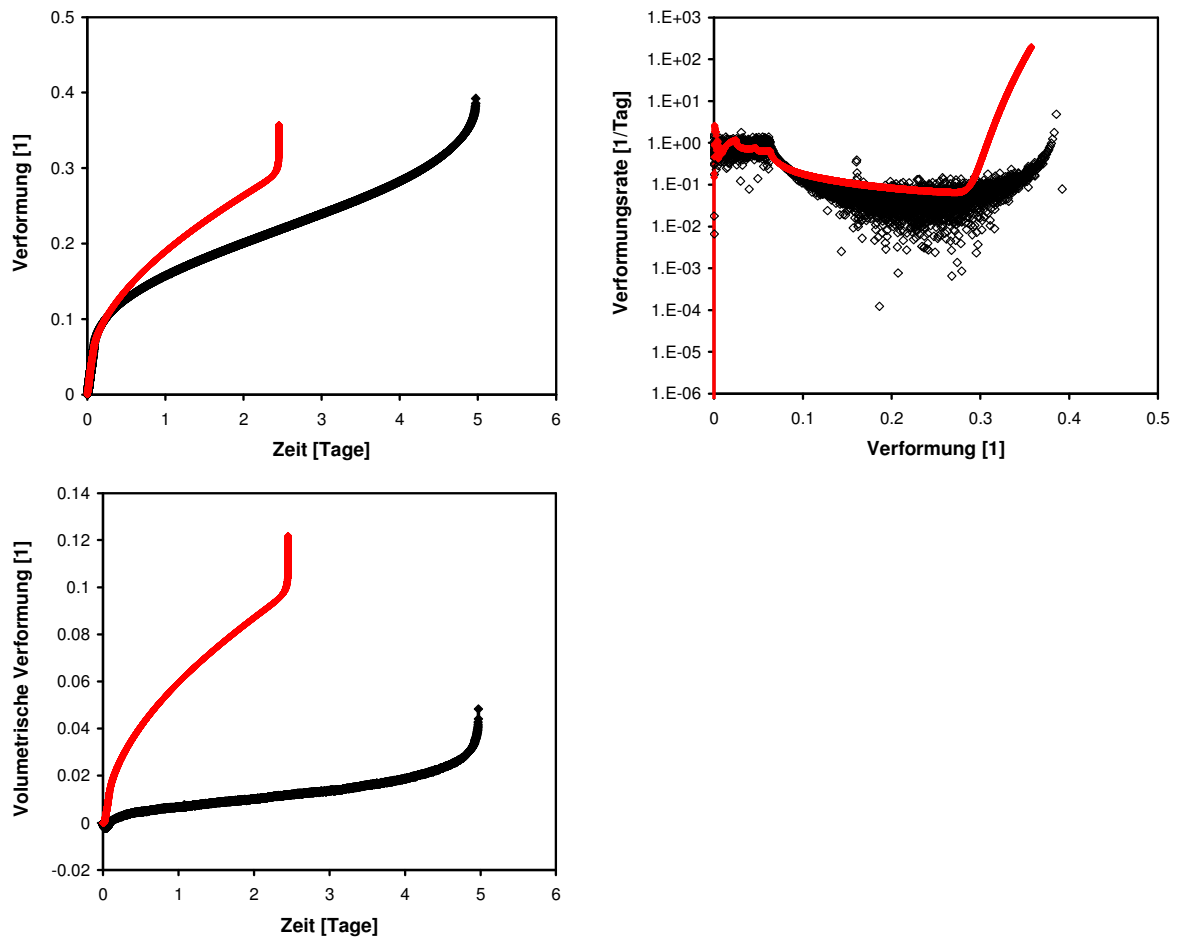 0.5
0.4
0.3
0.2
0.1
0
Verformung [1]
0 1 2 3 4 5 6
Zeit [Tage]
1.E+03
1.E+02
1.E+01
1.E+00
1.E-01
1.E-02
1.E-03
1.E-04
1.E-05
1.E-06
Verformungsrate [1/Tag]
0 0.1 0.2 0.3 0.4 0.5
Verformung [1]
0.14
0.12
0.1
0.08
0.06
0.04
0.02
0
-0.02
Volumetrische Verformung [1]
0 1 2 3 4 5 6
Zeit [Tage]